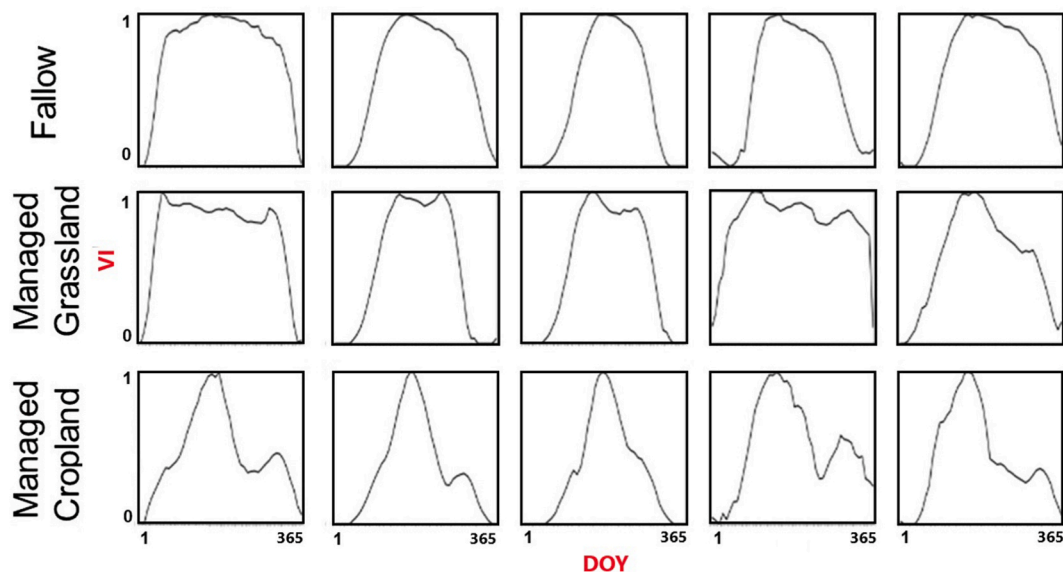 Fallow
1
0
Managed
Grassland
VI
1
0
Managed
Cropland
1
0
1 365 1 365 1 365 1 365 1 365
DOY